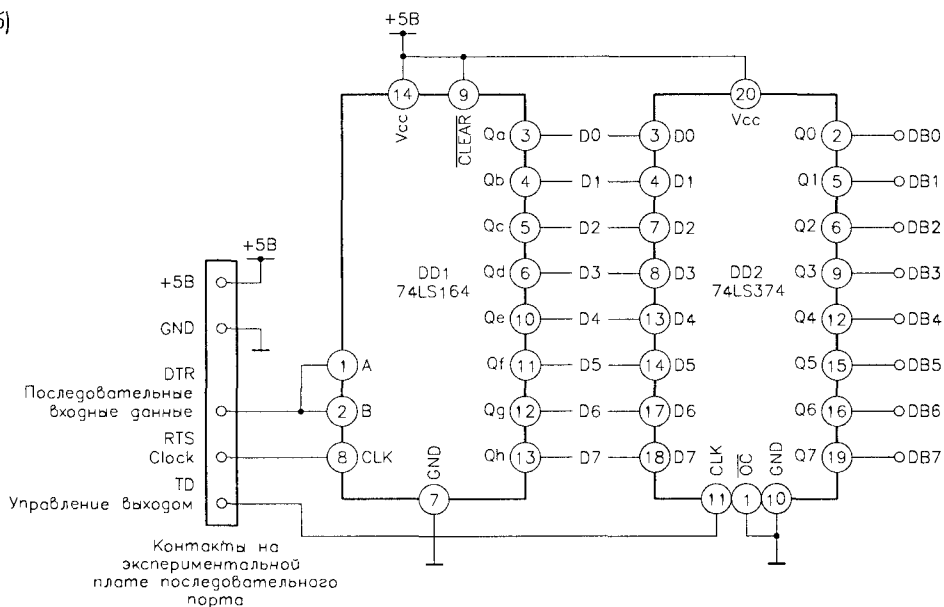 б)
+5В
14 9 20
Vcc CLEAR Vcc
Qa 3 D0 3 D0 Q0 2 DB0
Qb 4 D1 4 D1 Q1 5 DB1
Qc 5 D2 7 D2 Q2 6 DB2
+5В
+5В Qd 6 D3 8 D3 Q3 9 DB3
DD1 DD2
74LS164 74LS374
GND Qe 10 D4 13 D4 Q4 12 DB4
DTR 1 A Qf 11 D5 14 D5 Q5 15 DB5
Последовательные
входные данные 2 B Qg 12 D6 17 D6 Q6 16 DB6
RTS
Clock 8 CLK Qh 13 D7 18 D7 Q7 19 DB7
GND CLK OC GND
TD
Управление выходом 7 11 1 10
Контакты на
экспериментальной
плате последовательного
порта